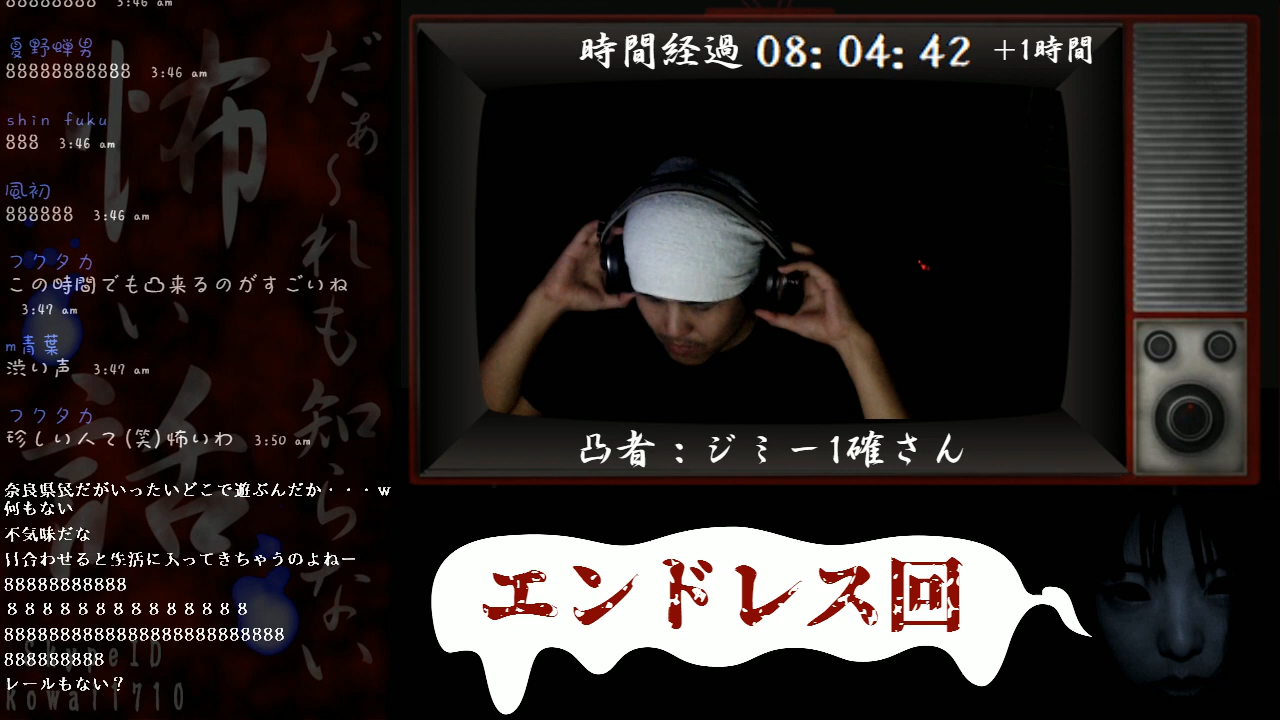 88888888 3:46 am
夏野蝉男
88888888888 3:46 am
shin fuku
888 3:46 am
風初
888888 3:46 am
フクタカ
この時間でも凸来るのがすごいね
3:47 am
m青葉
渋い声 3:47 am
フクタカ
珍しい人て(笑)怖いわ 3:50 am
奈良県民だがいったいどこで遊ぶんだか・・・w
何もない
不気味だな
目合わせると生活に入ってきちゃうのよねー
88888888888
88888888888888
8888888888888888888888888
888888888
レールもない?
だぁ～れも知らない
怖い話
Skype ID
kowai1710
時間経過 08:04:42 +1時間
凸者:ジミー1確さん
エンドレス回